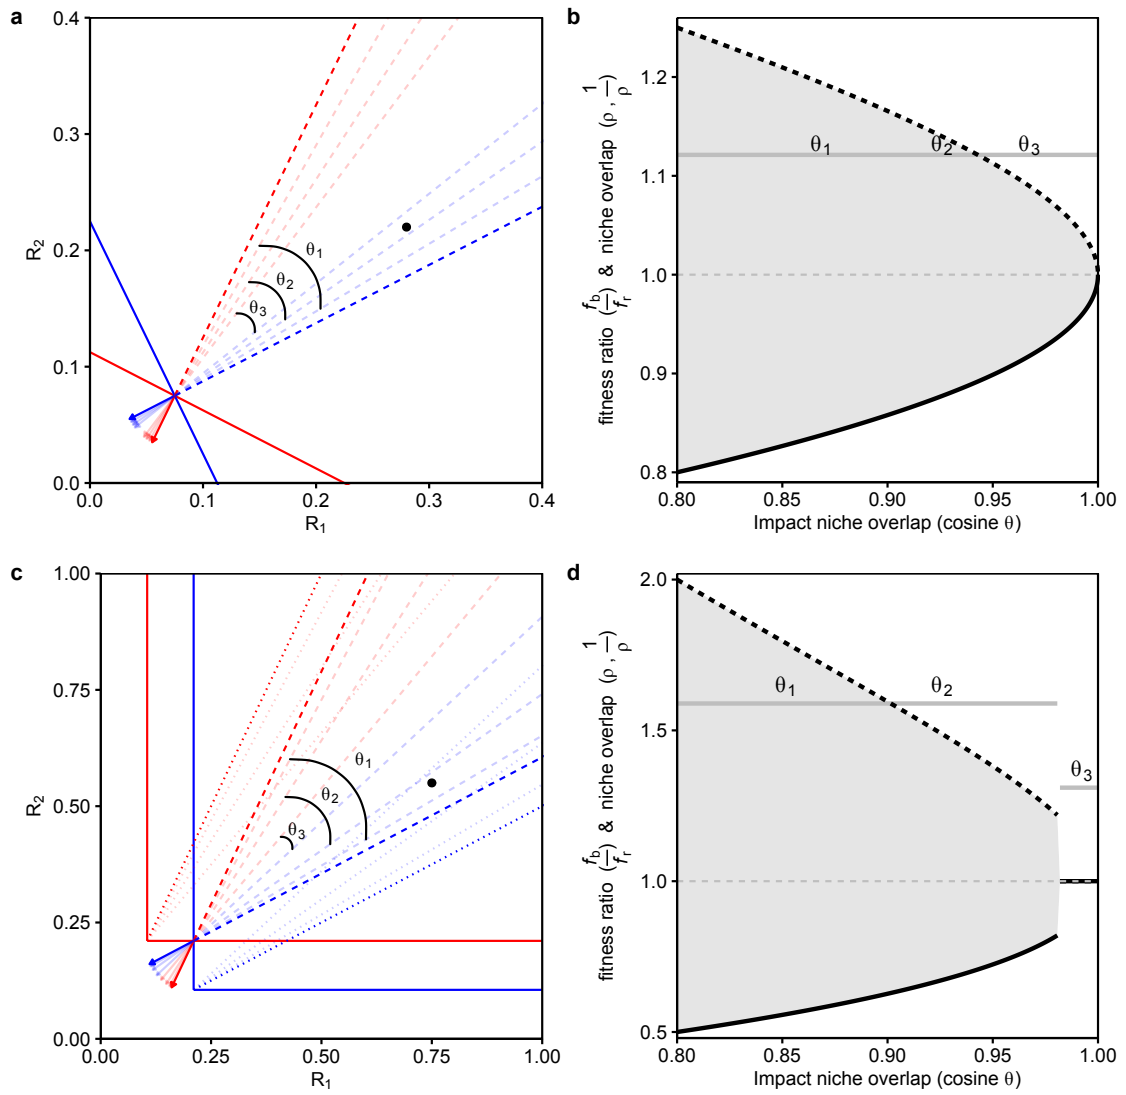 a
0.4
0.3
0.2
0.1
0.0
R2
θ1
θ2
θ3
0.0 0.1 0.2 0.3 0.4
R1
b
1.2
1.1
1.0
0.9
0.8
fitness ratio (fb/fr) & niche overlap (ρ, 1/ρ)
θ1 θ2 θ3
0.80 0.85 0.90 0.95 1.00
Impact niche overlap (cosine θ)
c
1.00
0.75
0.50
0.25
0.00
R2
θ1
θ2
θ3
0.00 0.25 0.50 0.75 1.00
R1
d
2.0
1.5
1.0
0.5
fitness ratio (fb/fr) & niche overlap (ρ, 1/ρ)
θ1 θ2
θ3
0.80 0.85 0.90 0.95 1.00
Impact niche overlap (cosine θ)